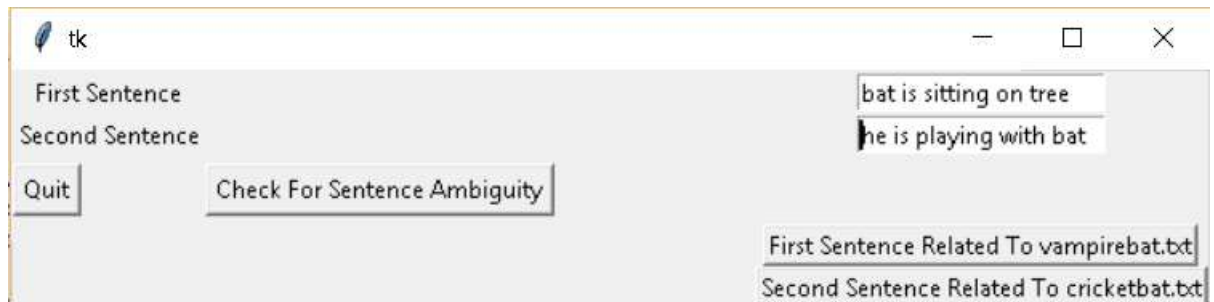 tk
First Sentence bat is sitting on tree
Second Sentence he is playing with bat
Quit Check For Sentence Ambiguity
First Sentence Related To vampirebat.txt
Second Sentence Related To cricketbat.txt